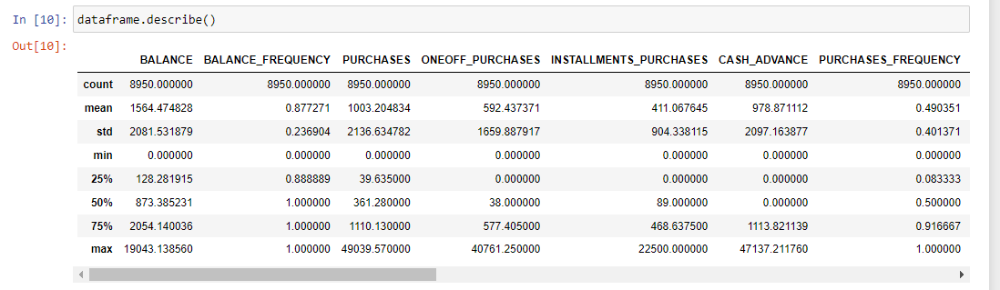 In [10]: dataframe.describe()
Out[10]:
BALANCE BALANCE_FREQUENCY PURCHASES ONEOFF_PURCHASES INSTALLMENTS_PURCHASES CASH_ADVANCE PURCHASES_FREQUENCY
count 8950.000000 8950.000000 8950.000000 8950.000000 8950.000000 8950.000000 8950.000000
mean 1564.474828 0.877271 1003.204834 592.437371 411.067645 978.871112 0.490351
std 2081.531879 0.236904 2136.634782 1659.887917 904.338115 2097.163877 0.401371
min 0.000000 0.000000 0.000000 0.000000 0.000000 0.000000 0.000000
25% 128.281915 0.888889 39.635000 0.000000 0.000000 0.000000 0.083333
50% 873.385231 1.000000 361.280000 38.000000 89.000000 0.000000 0.500000
75% 2054.140036 1.000000 1110.130000 577.405000 468.637500 1113.821139 0.916667
max 19043.138560 1.000000 49039.570000 40761.250000 22500.000000 47137.211760 1.000000